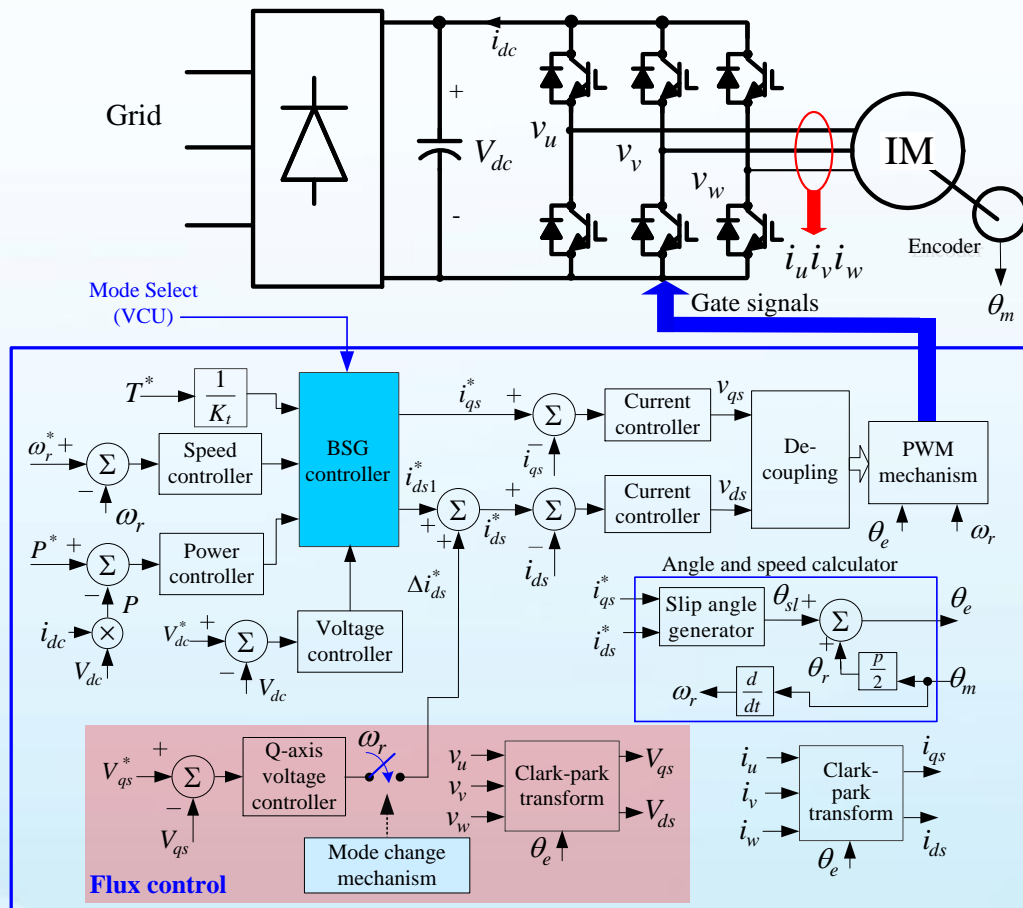 Grid
+
V_dc
-
i_dc
v_u
v_v
v_w
IM
Encoder
θ_m
i_u i_v i_w
Gate signals
Mode Select
(VCU)
T^*
1
K_t
ω_r^* +
Σ
−
ω_r
Speed
controller
P^* +
Σ
−
P
i_dc
×
V_dc
Power
controller
V_dc^* +
Σ
−
V_dc
Voltage
controller
BSG
controller
i_qs^*
+
Σ
−
i_qs
i_ds1^*
+
Σ
+
i_ds^*
+
Σ
−
i_ds
Δi_ds^*
Current
controller
v_qs
Current
controller
v_ds
De-
coupling
PWM
mechanism
θ_e
ω_r
Angle and speed calculator
i_qs^*
i_ds^*
Slip angle
generator
θ_sl +
Σ
+
θ_r
p
2
θ_e
θ_m
d
dt
ω_r
V_qs^*
+
Σ
−
V_qs
Q-axis
voltage
controller
ω_r
Mode change
mechanism
Flux control
v_u
v_v
v_w
Clark-park
transform
θ_e
V_qs
V_ds
i_u
i_v
i_w
Clark-
park
transform
θ_e
i_qs
i_ds